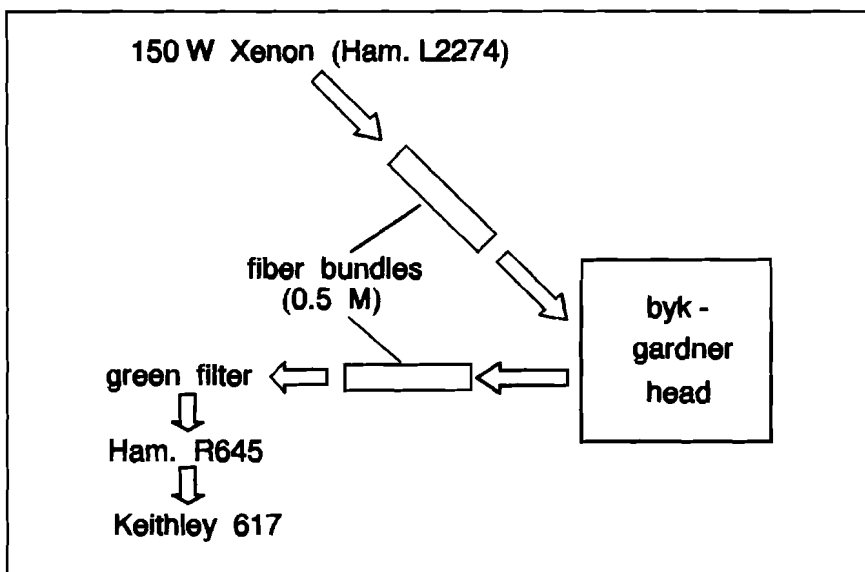 150 W Xenon (Ham. L2274)
fiber bundles
(0.5 M)
byk -
gardner
head
green filter
Ham. R645
Keithley 617